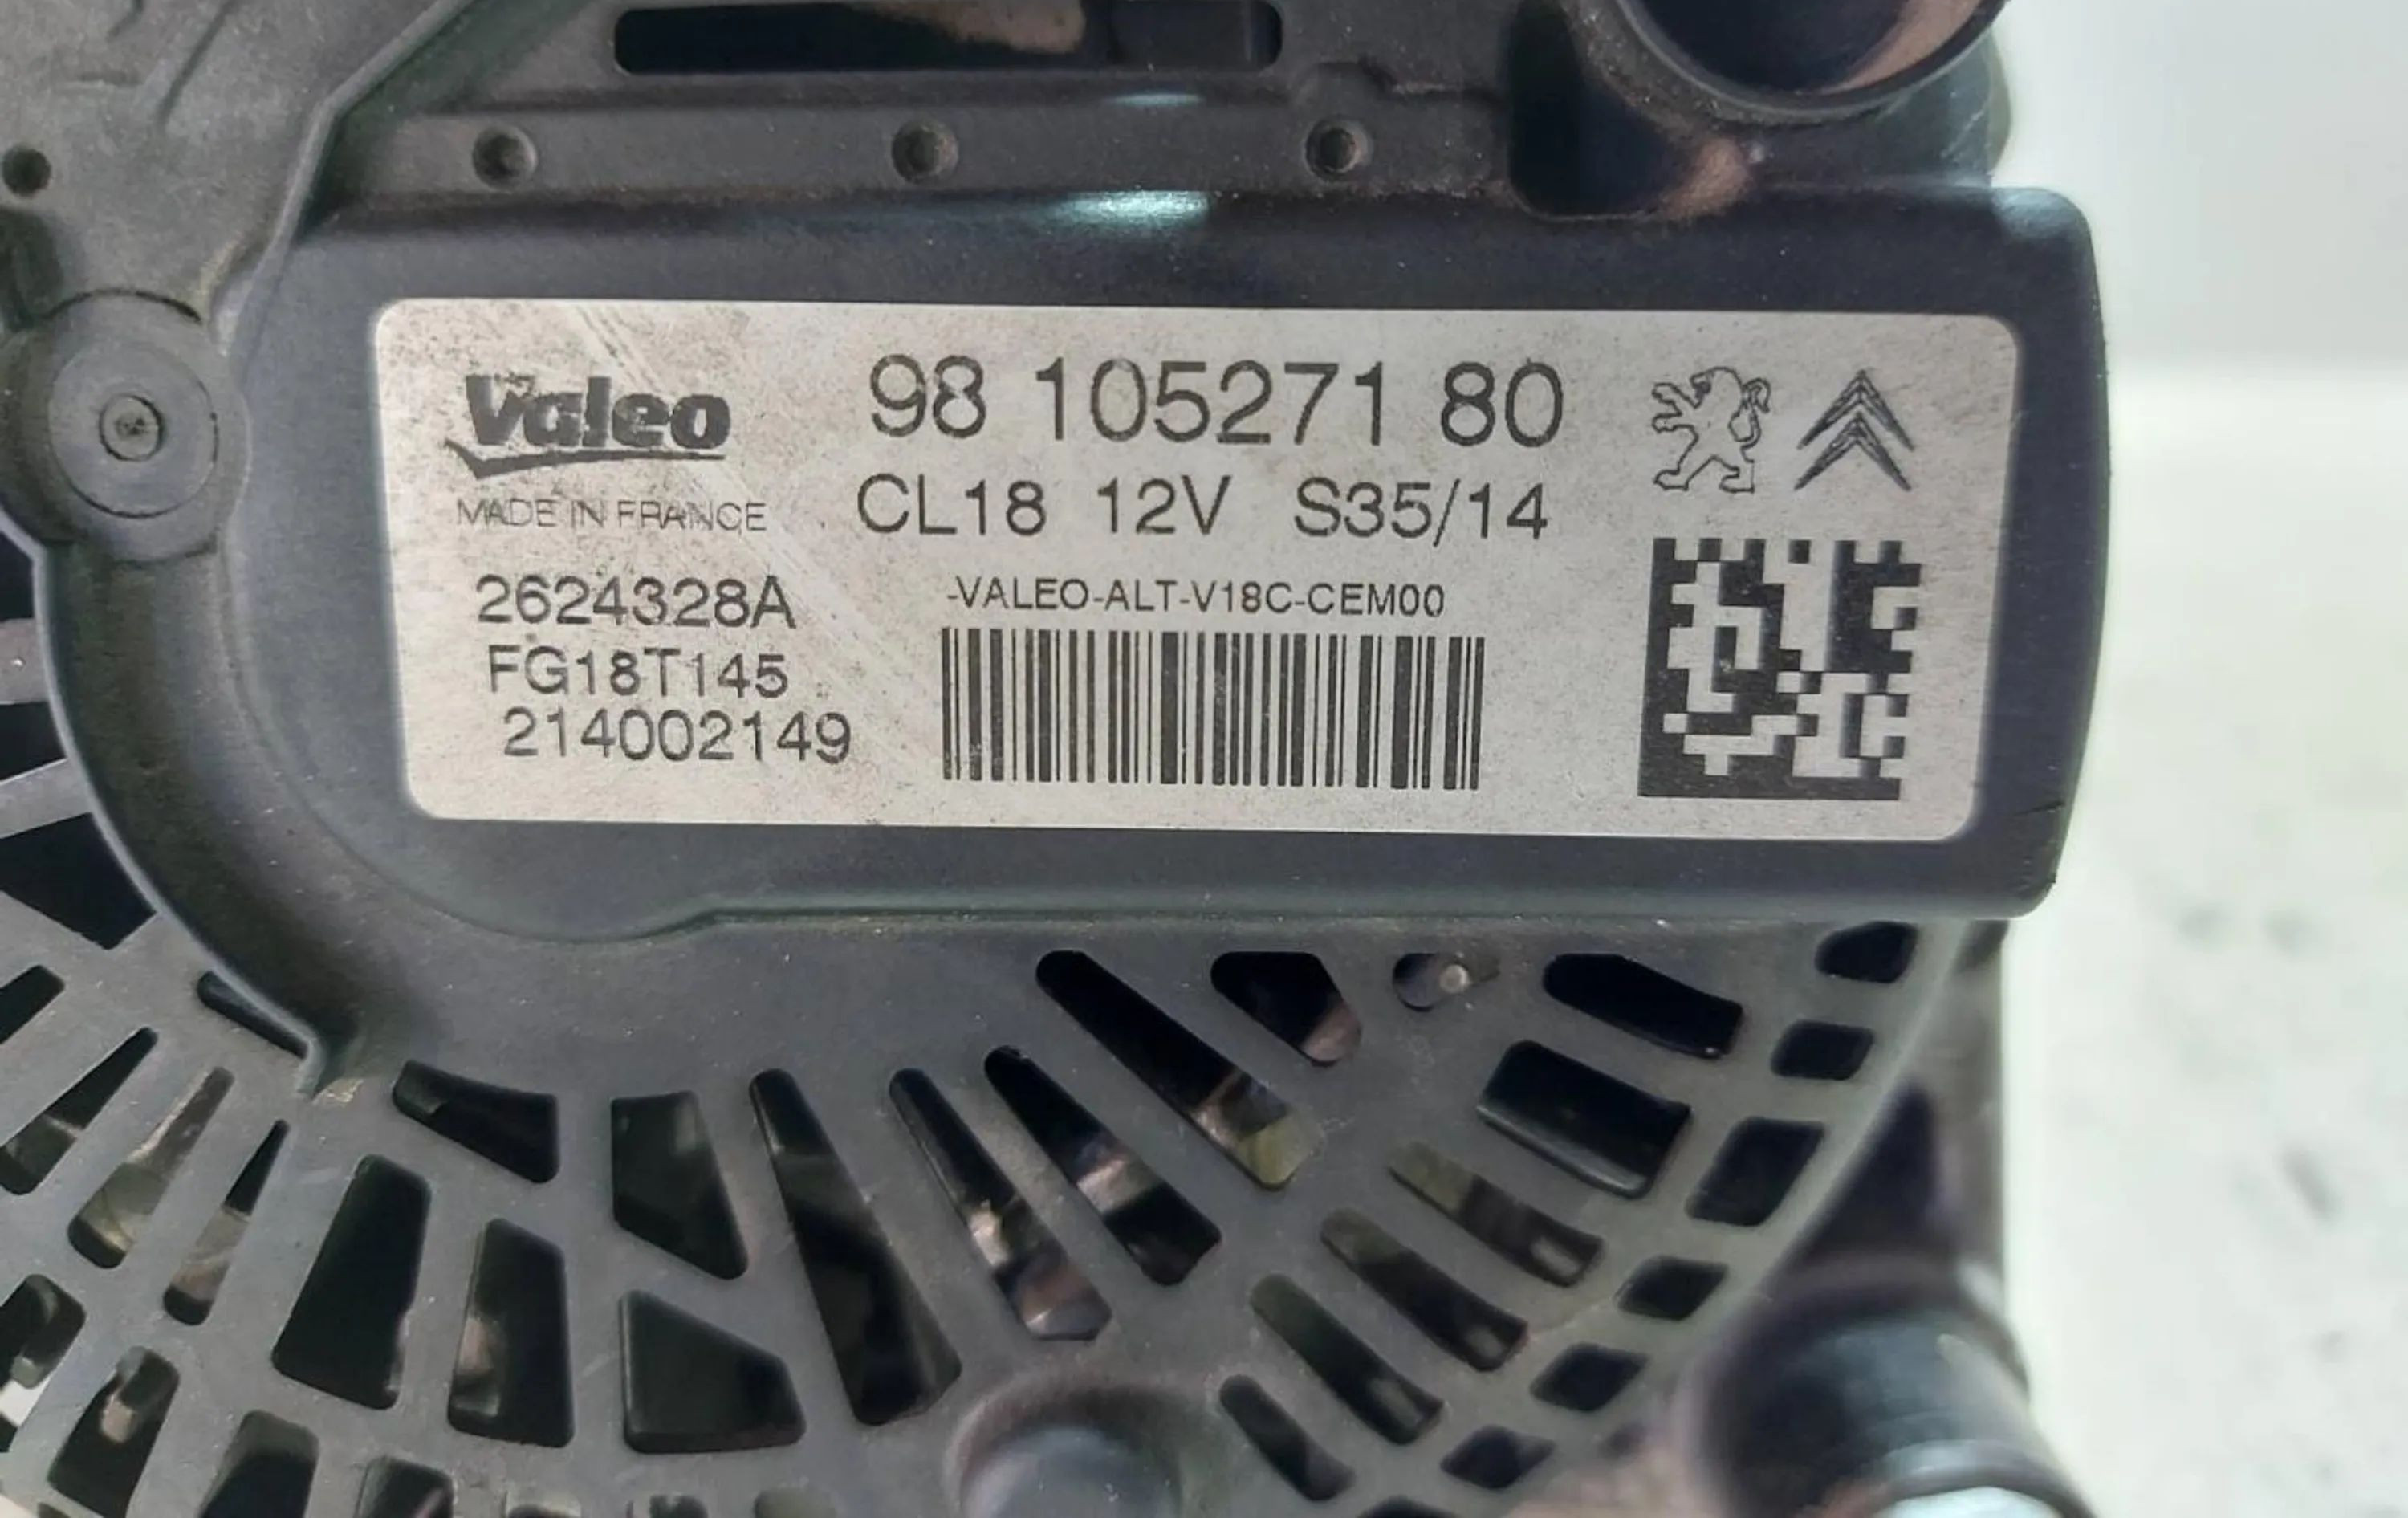 Valeo
MADE IN FRANCE
98 105271 80
CL18 12V S35/14
2624328A
FG18T145
214002149
-VALEO-ALT-V18C-CEM00